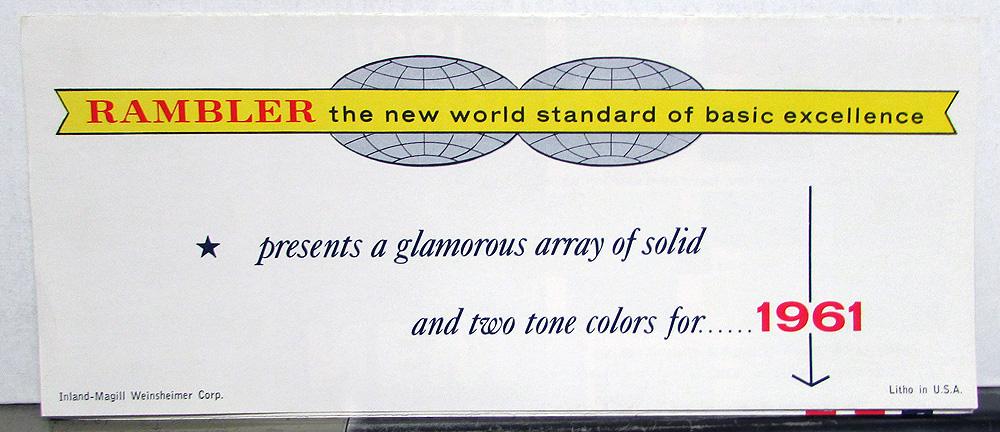 RAMBLER the new world standard of basic excellence
★ presents a glamorous array of solid
and two tone colors for......1961
Inland-Magill Weinsheimer Corp. Litho in U.S.A.